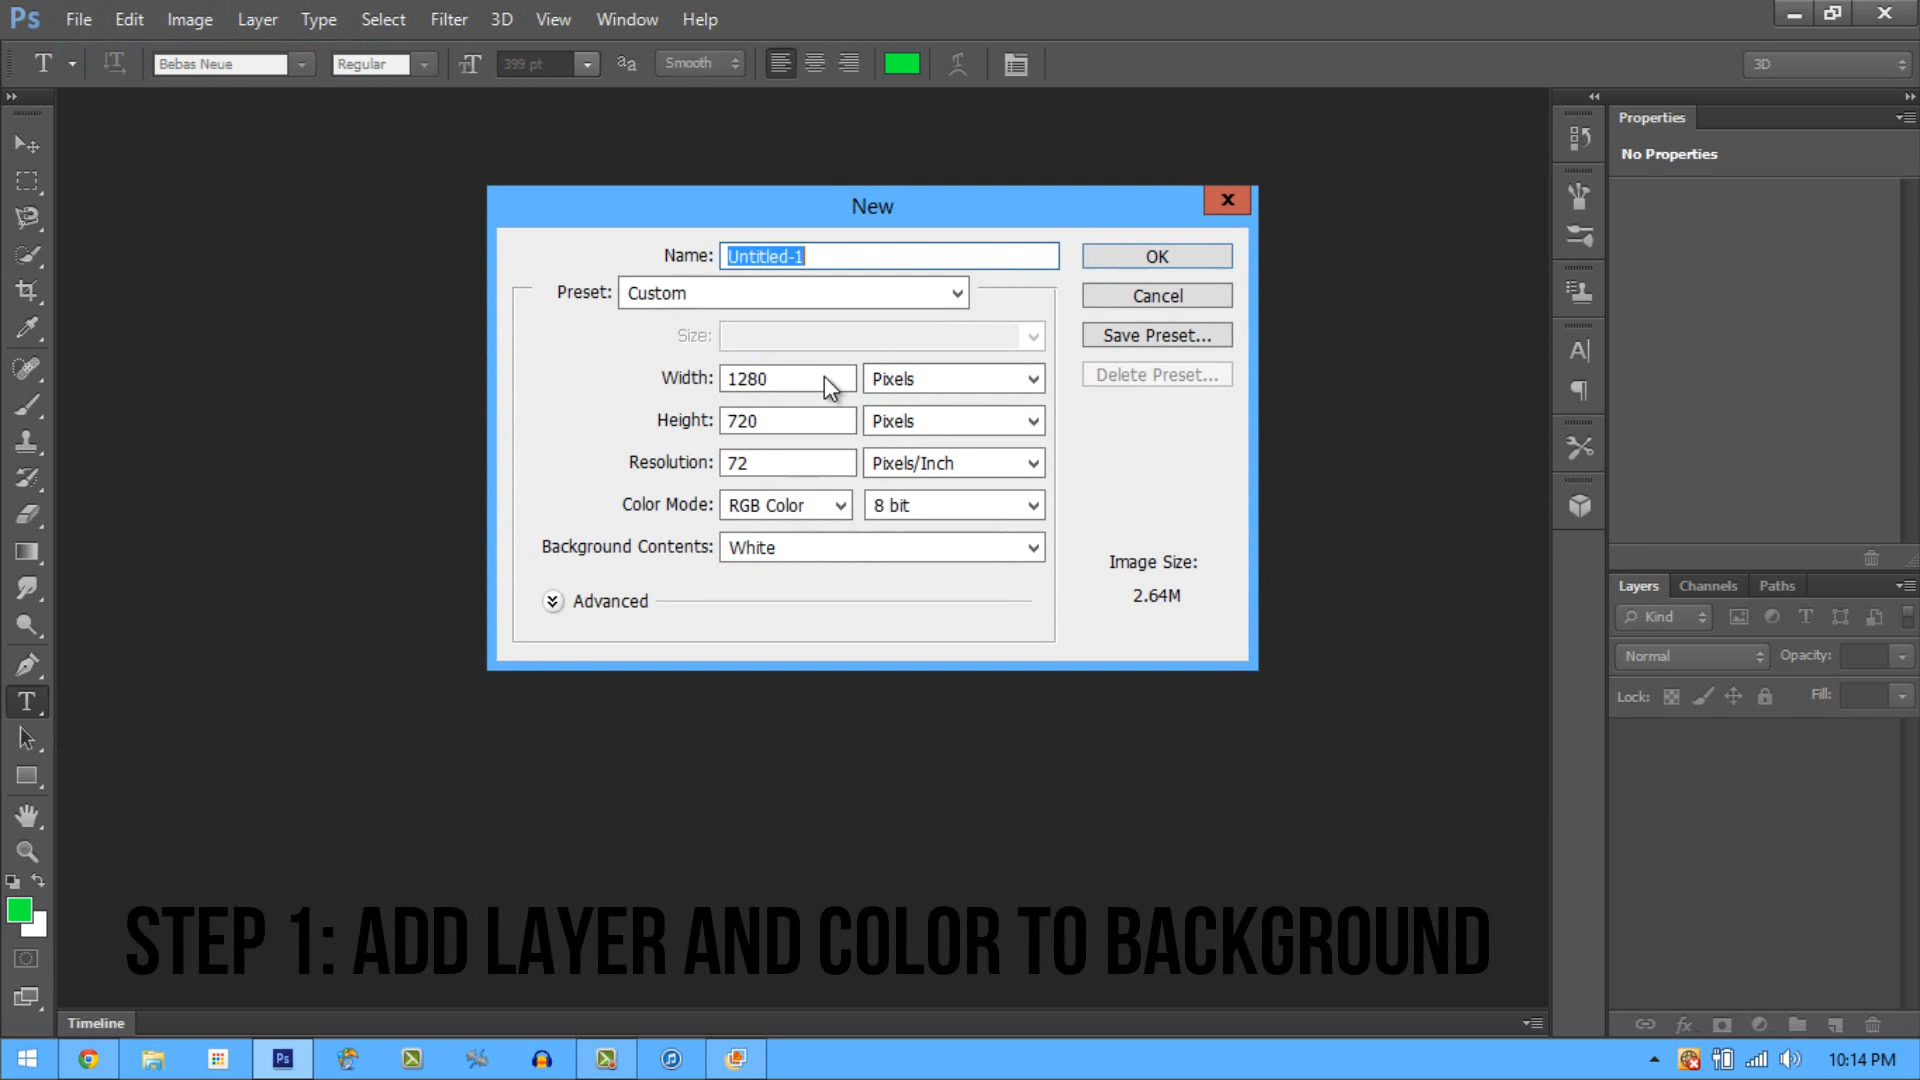 Ps File Edit Image Layer Type Select Filter 3D View Window Help
T Bebas Neue Regular 399 pt aa Smooth 3D
Properties
No Properties
New
Name: Untitled-1 OK
Preset: Custom Cancel
Size: Save Preset...
Width: 1280 Pixels Delete Preset...
Height: 720 Pixels
Resolution: 72 Pixels/Inch
Color Mode: RGB Color 8 bit
Background Contents: White
Image Size:
2.64M
Advanced
Layers Channels Paths
Kind
Normal Opacity:
Lock: Fill:
STEP 1: ADD LAYER AND COLOR TO BACKGROUND
Timeline
Ps
10:14 PM